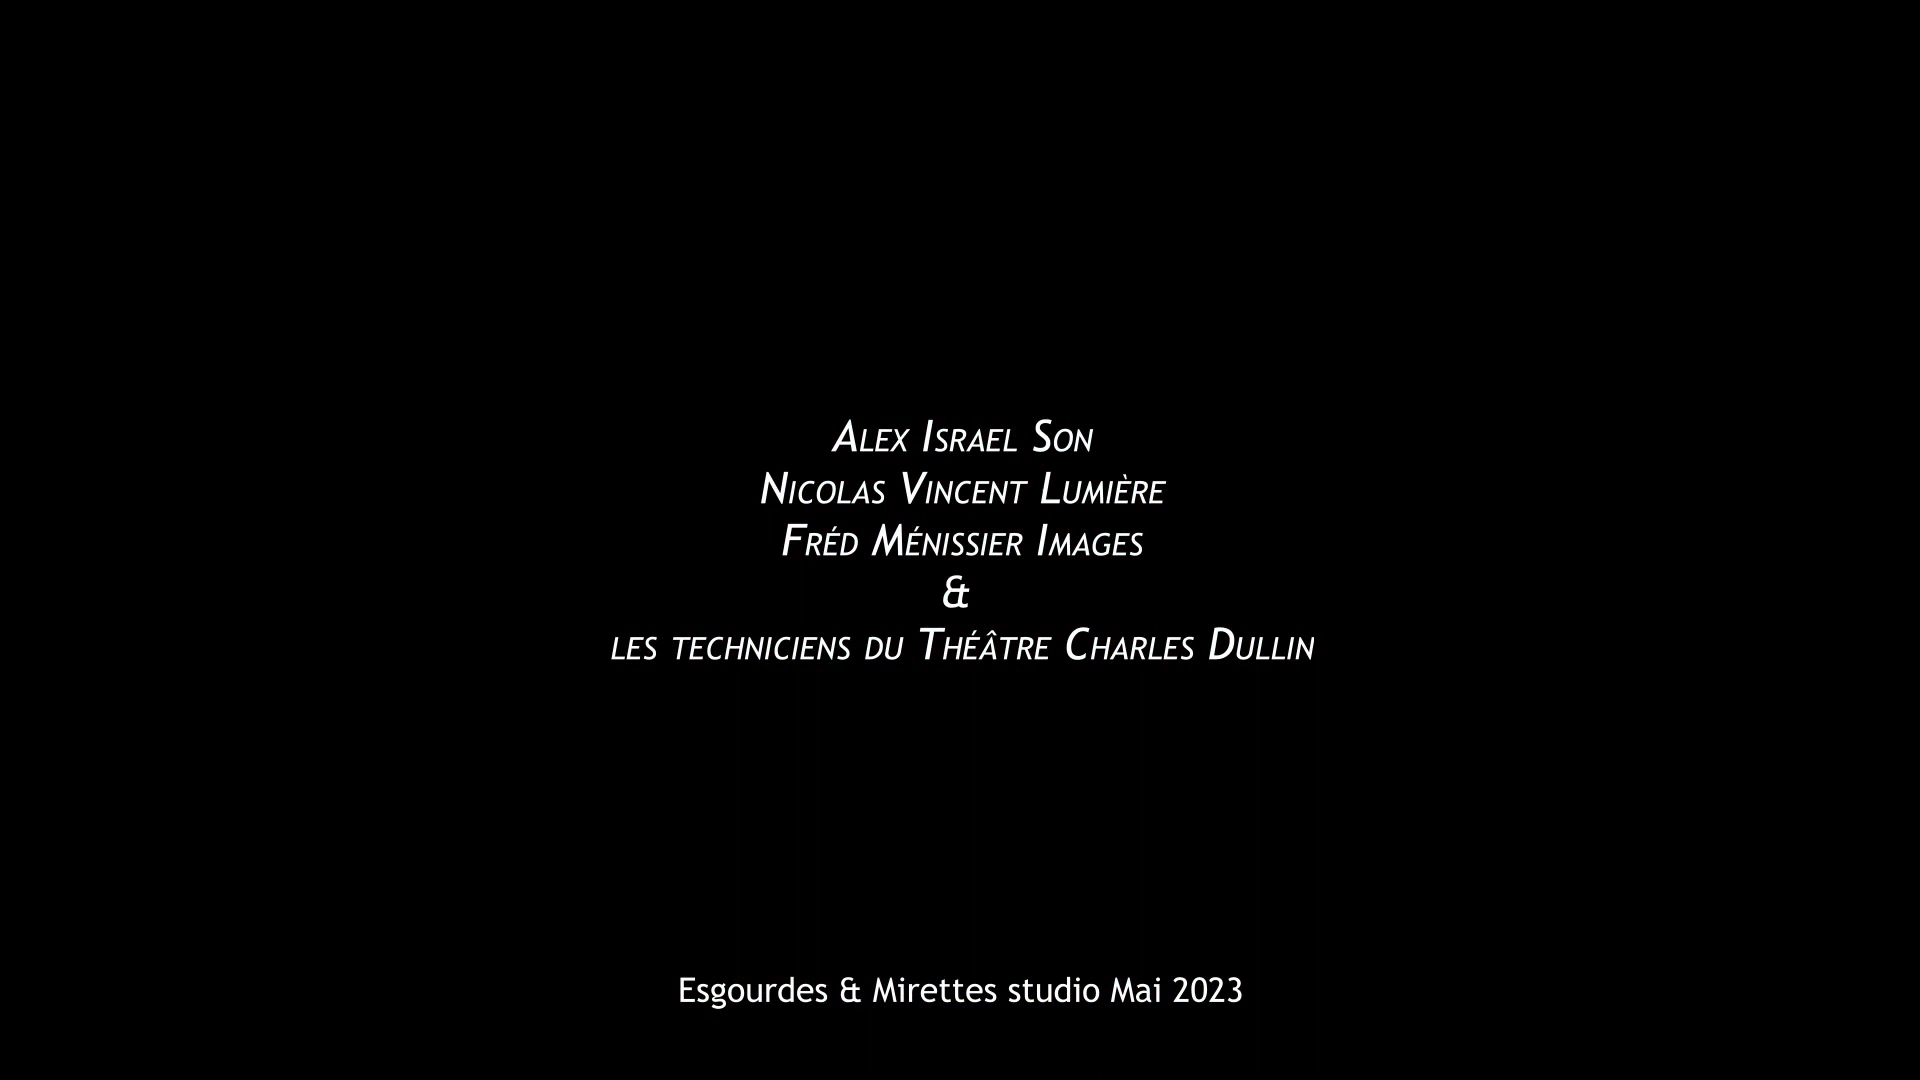 Alex Israel Son
Nicolas Vincent Lumière
Fréd Ménissier Images
&
les techniciens du Théâtre Charles Dullin
Esgourdes & Mirettes studio Mai 2023